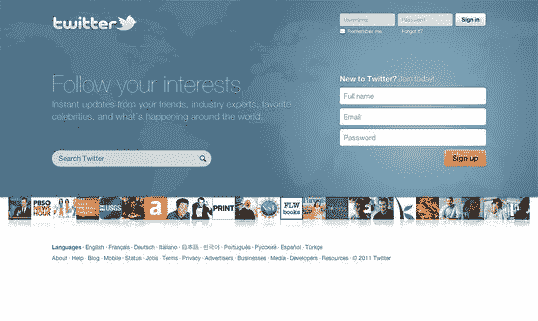 twitter
Username Password Sign in
Remember me Forgot it?
Follow your interests
Instant updates from your friends, industry experts, favorite
celebrities, and what's happening around the world.
New to Twitter? Join today!
Full name
Email
Password
Sign up
Search Twitter
PBS NEWS HOUR
USGS
a
PRINT
FLW books
Languages · English · Français · Deutsch · Italiano · 日本語 · 한국어 · Português · Русский · Español · Türkçe
About · Help · Blog · Mobile · Status · Jobs · Terms · Privacy · Advertisers · Businesses · Media · Developers · Resources · © 2011 Twitter